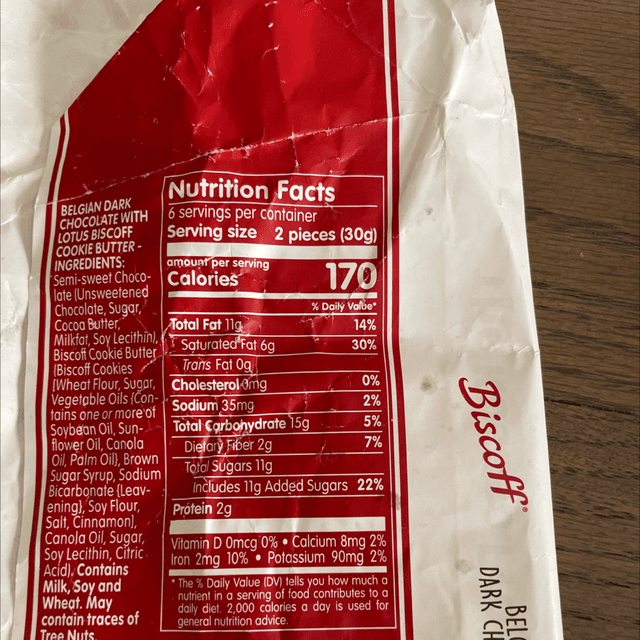 BELGIAN DARK
CHOCOLATE WITH
LOTUS BISCOFF
COOKIE BUTTER -
INGREDIENTS:
Semi-sweet Choco-
late (Unsweetened
Chocolate, Sugar,
Cocoa Butter,
Milkfat, Soy Lecithin),
Biscoff Cookie Butter
[Biscoff Cookies
[Wheat Flour, Sugar,
Vegetable Oils (Con-
tains one or more of
Soybean Oil, Sun-
flower Oil, Canola
Oil, Palm Oil), Brown
Sugar Syrup, Sodium
Bicarbonate {Leav-
ening}, Soy Flour,
Salt, Cinnamon],
Canola Oil, Sugar,
Soy Lecithin, Citric
Acid). Contains
Milk, Soy and
Wheat. May
contain traces of
Tree Nuts
Nutrition Facts
6 servings per container
Serving size 2 pieces (30g)
amount per serving
Calories 170
% Daily Value*
Total Fat 11g 14%
Saturated Fat 6g 30%
Trans Fat 0g
Cholesterol 0mg 0%
Sodium 35mg 2%
Total Carbohydrate 15g 5%
Dietary Fiber 2g 7%
Total Sugars 11g
Includes 11g Added Sugars 22%
Protein 2g
Vitamin D 0mcg 0% • Calcium 8mg 2%
Iron 2mg 10% • Potassium 90mg 2%
* The % Daily Value (DV) tells you how much a
nutrient in a serving of food contributes to a
daily diet. 2,000 calories a day is used for
general nutrition advice.
Biscoff®
BELG
DARK CH